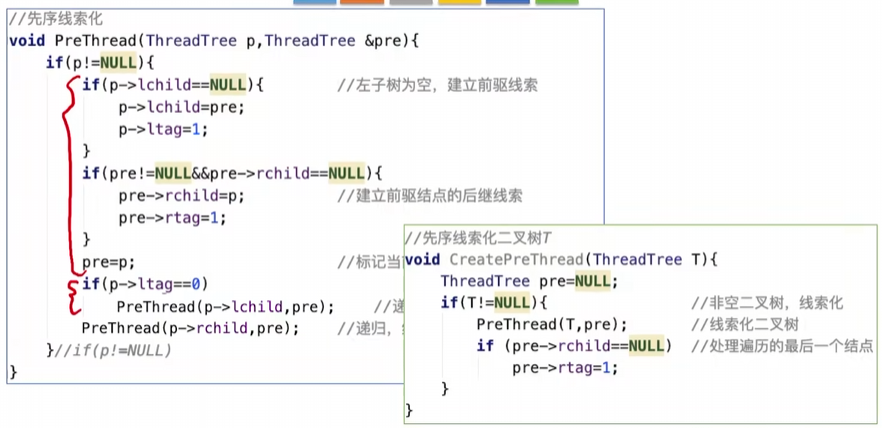 //先序线索化
void PreThread(ThreadTree p,ThreadTree &pre){
if(p!=NULL){
if(p->lchild==NULL){ //左子树为空，建立前驱线索
p->lchild=pre;
p->ltag=1;
}
if(pre!=NULL&&pre->rchild==NULL){
pre->rchild=p; //建立前驱结点的后继线索
pre->rtag=1;
}
pre=p; //标记当
if(p->ltag==0)
PreThread(p->lchild,pre); //递
PreThread(p->rchild,pre); //递归，
}//if(p!=NULL)
}
//先序线索化二叉树T
void CreatePreThread(ThreadTree T){
ThreadTree pre=NULL;
if(T!=NULL){ //非空二叉树，线索化
PreThread(T,pre); //线索化二叉树
if (pre->rchild==NULL) //处理遍历的最后一个结点
pre->rtag=1;
}
}